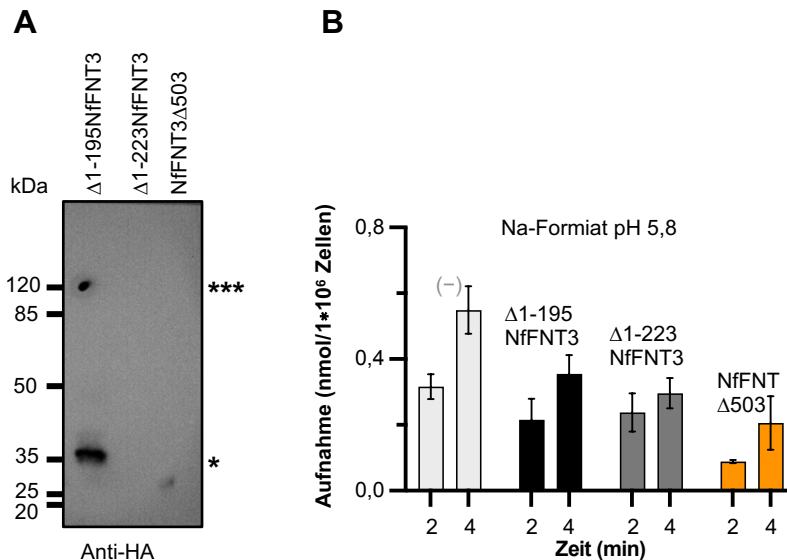 A
Δ1-195NfFNT3
Δ1-223NfFNT3
NfFNT3Δ503
kDa
120
85
50
35
25
20
***
*
Anti-HA
B
Aufnahme (nmol/1*10⁶ Zellen)
0,8
0,4
0,0
Na-Formiat pH 5,8
(−)
Δ1-195
NfFNT3
Δ1-223
NfFNT3
NfFNT
Δ503
2 4 2 4 2 4 2 4
Zeit (min)